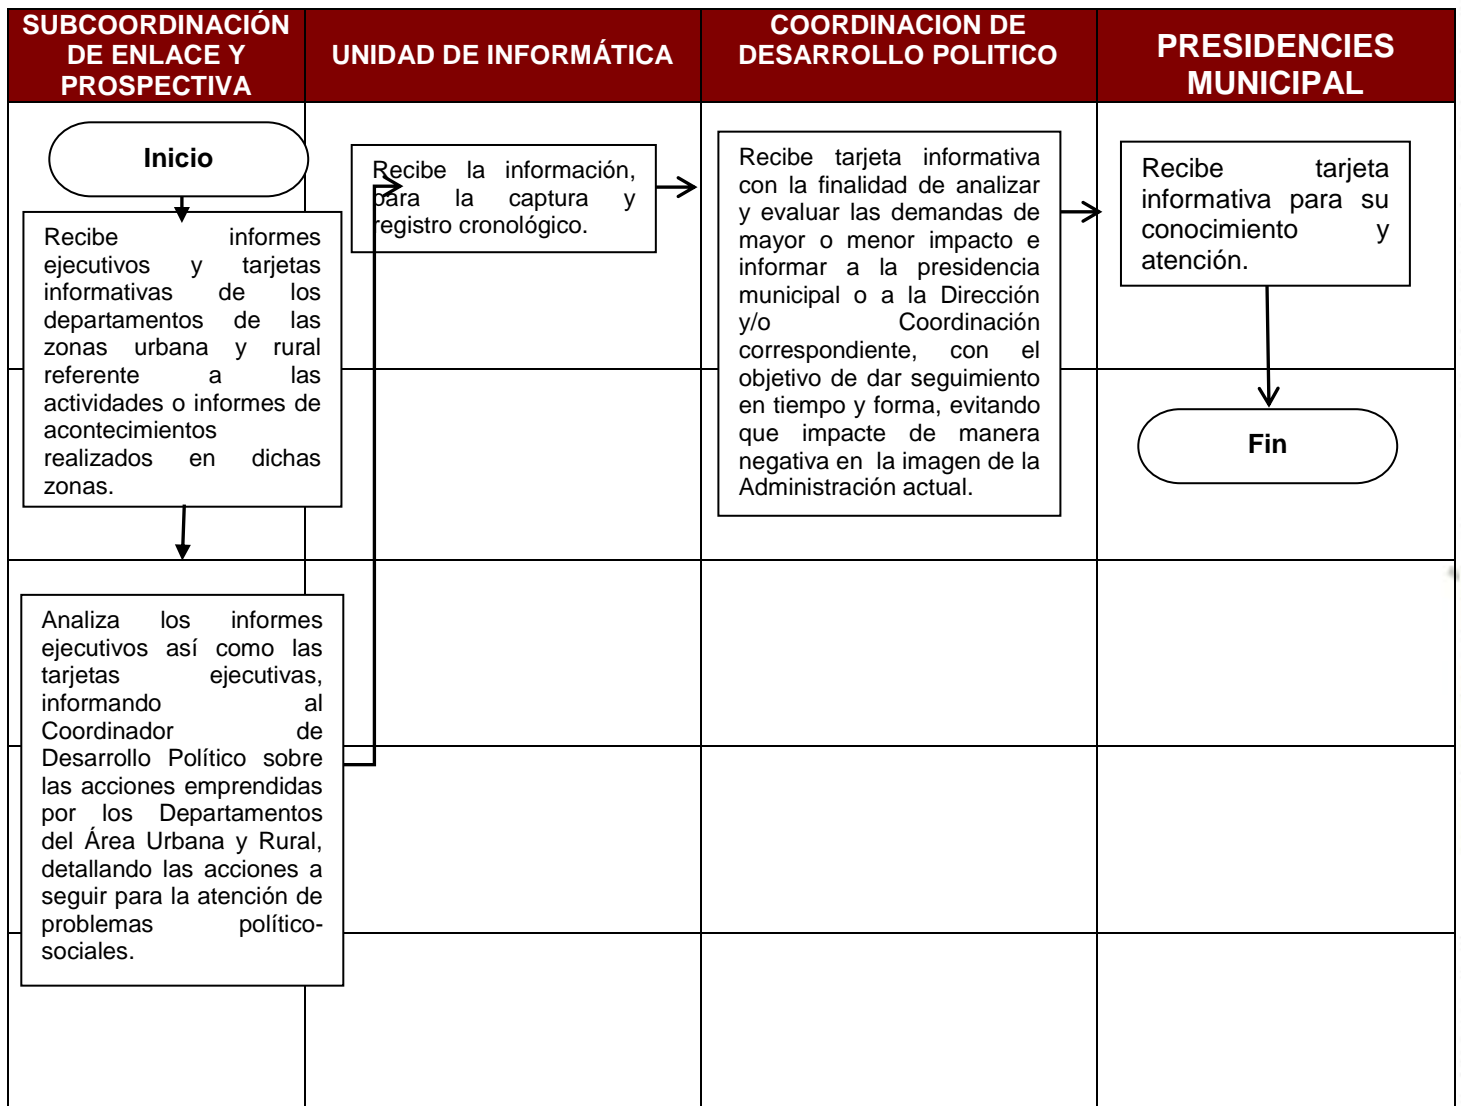 SUBCOORDINACIÓN
DE ENLACE Y
PROSPECTIVA
UNIDAD DE INFORMÁTICA
COORDINACION DE
DESARROLLO POLITICO
PRESIDENCIES
MUNICIPAL
Inicio
Recibe informes
ejecutivos y tarjetas
informativas de los
departamentos de las
zonas urbana y rural
referente a las
actividades o informes de
acontecimientos
realizados en dichas
zonas.
Analiza los informes
ejecutivos así como las
tarjetas ejecutivas,
informando al
Coordinador de
Desarrollo Político sobre
las acciones emprendidas
por los Departamentos
del Área Urbana y Rural,
detallando las acciones a
seguir para la atención de
problemas político-
sociales.
Recibe la información,
para la captura y
registro cronológico.
Recibe tarjeta informativa
con la finalidad de analizar
y evaluar las demandas de
mayor o menor impacto e
informar a la presidencia
municipal o a la Dirección
y/o Coordinación
correspondiente, con el
objetivo de dar seguimiento
en tiempo y forma, evitando
que impacte de manera
negativa en la imagen de la
Administración actual.
Recibe tarjeta
informativa para su
conocimiento y
atención.
Fin